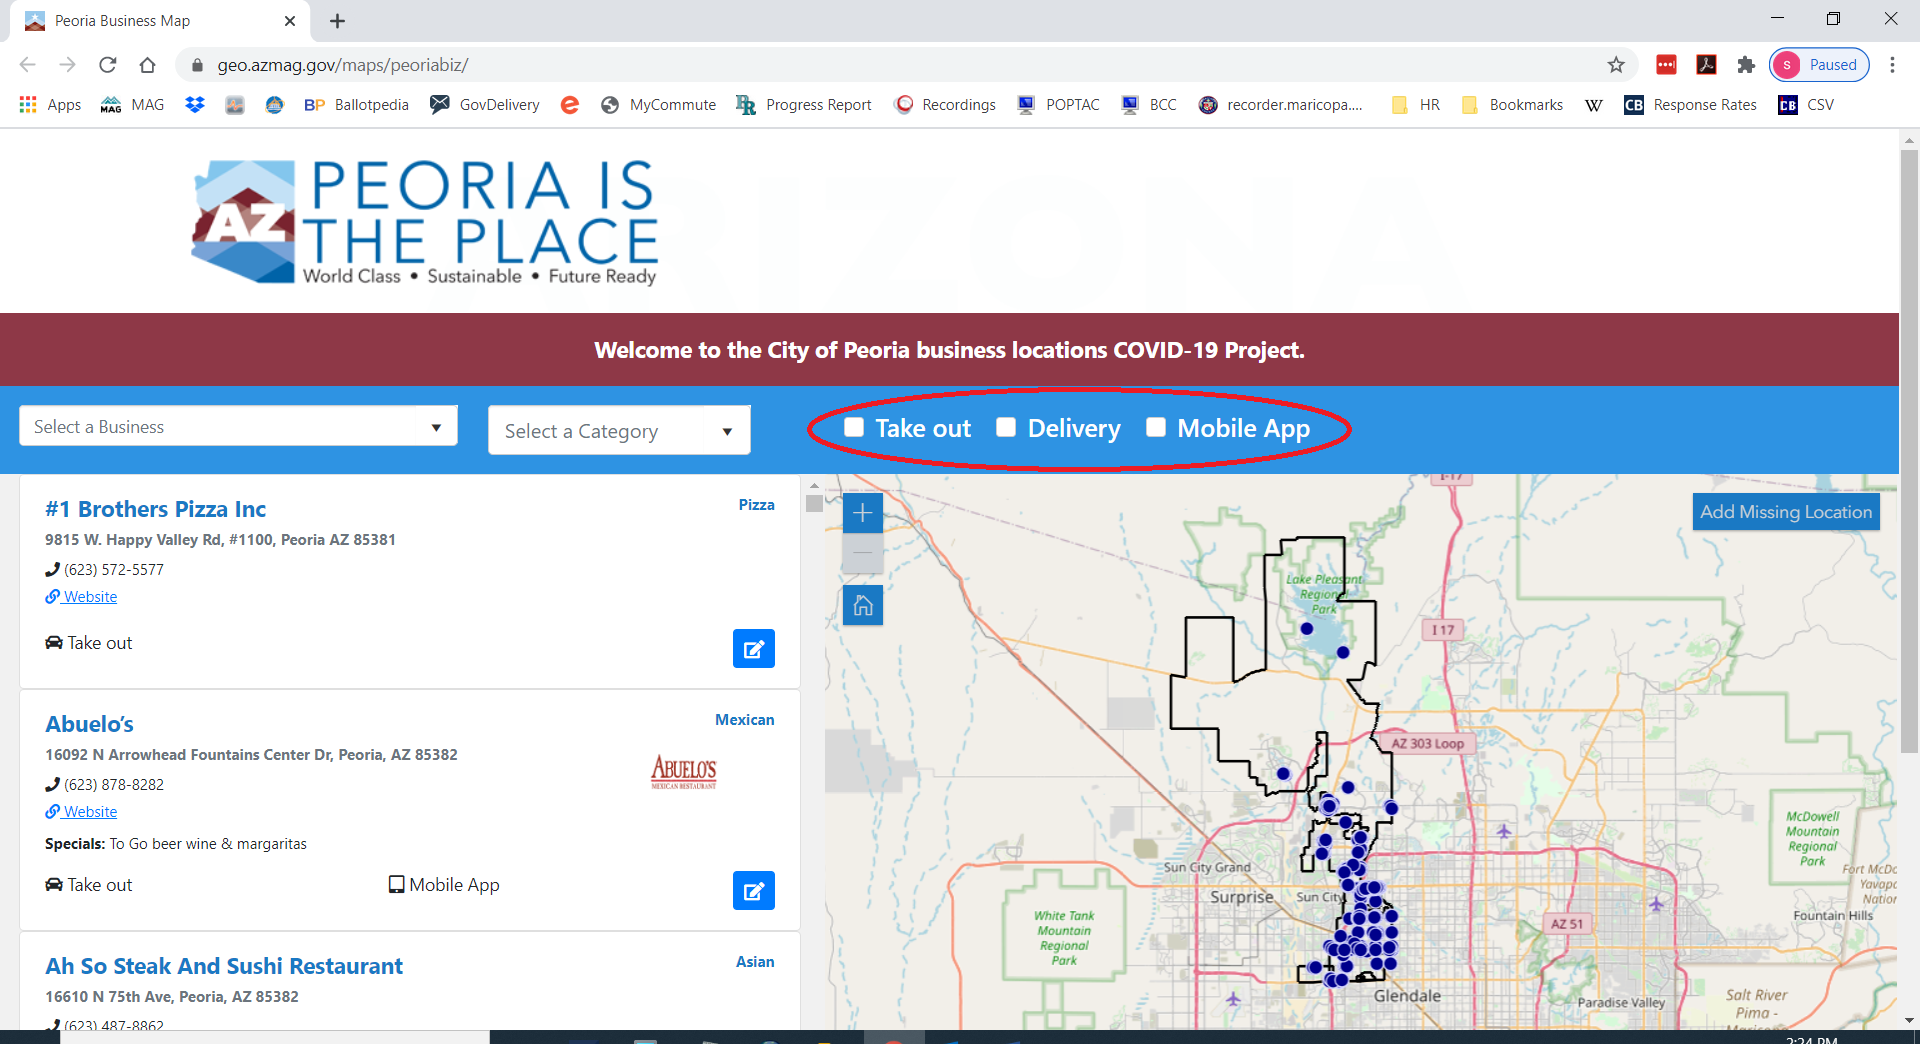 Peoria Business Map
geo.azmag.gov/maps/peoriabiz/
S Paused
Apps MAG BP Ballotpedia GovDelivery MyCommute Progress Report Recordings POPTAC BCC recorder.maricopa.... HR Bookmarks W CB Response Rates CB CSV
AZ
PEORIA IS
THE PLACE
World Class • Sustainable • Future Ready
Welcome to the City of Peoria business locations COVID-19 Project.
Select a Business
Select a Category
Take out Delivery Mobile App
#1 Brothers Pizza Inc
Pizza
9815 W. Happy Valley Rd, #1100, Peoria AZ 85381
(623) 572-5577
Website
Take out
Abuelo’s
Mexican
16092 N Arrowhead Fountains Center Dr, Peoria, AZ 85382
(623) 878-8282
Website
ABUELO'S
MEXICAN RESTAURANT
Specials: To Go beer wine & margaritas
Take out Mobile App
Ah So Steak And Sushi Restaurant
Asian
16610 N 75th Ave, Peoria, AZ 85382
(623) 487-8862
I-17
Add Missing Location
Lake Pleasant
Regional
Park
I 17
AZ 303 Loop
McDowell
Mountain
Regional
Park
Sun City Grand
Surprise
Sun City
Fort McDo
Yavapa
Nation
Fountain Hills
White Tank
Mountain
Regional
Park
AZ 51
Glendale
Paradise Valley
Salt River
Pima -
2:24 PM